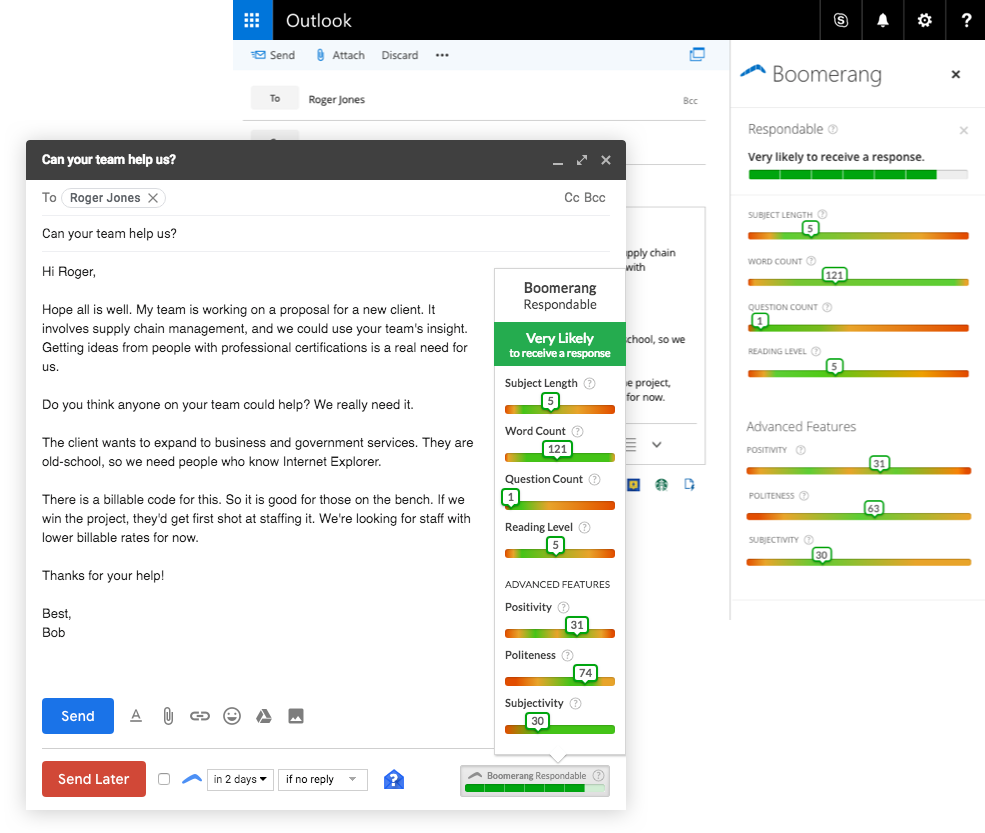 Outlook
?
Send
Attach
Discard
•••
Boomerang
×
To
Roger Jones
Bcc
Respondable ?
×
Very likely to receive a response.
SUBJECT LENGTH ?
5
WORD COUNT ?
121
QUESTION COUNT ?
1
READING LEVEL ?
5
Advanced Features
POSITIVITY ?
31
POLITENESS ?
63
SUBJECTIVITY ?
30
supply chain
with
school, so we
e project,
for now.
Can your team help us?
To Roger Jones
Cc Bcc
Can your team help us?
Hi Roger,
Hope all is well. My team is working on a proposal for a new client. It
involves supply chain management, and we could use your team's insight.
Getting ideas from people with professional certifications is a real need for
us.
Do you think anyone on your team could help? We really need it.
The client wants to expand to business and government services. They are
old-school, so we need people who know Internet Explorer.
There is a billable code for this. So it is good for those on the bench. If we
win the project, they'd get first shot at staffing it. We're looking for staff with
lower billable rates for now.
Thanks for your help!
Best,
Bob
Boomerang
Respondable
Very Likely
to receive a response
Subject Length ?
5
Word Count ?
121
Question Count ?
1
Reading Level ?
5
ADVANCED FEATURES
Positivity ?
31
Politeness ?
74
Subjectivity ?
30
Send
Send Later
in 2 days
if no reply
?
Boomerang Respondable ?